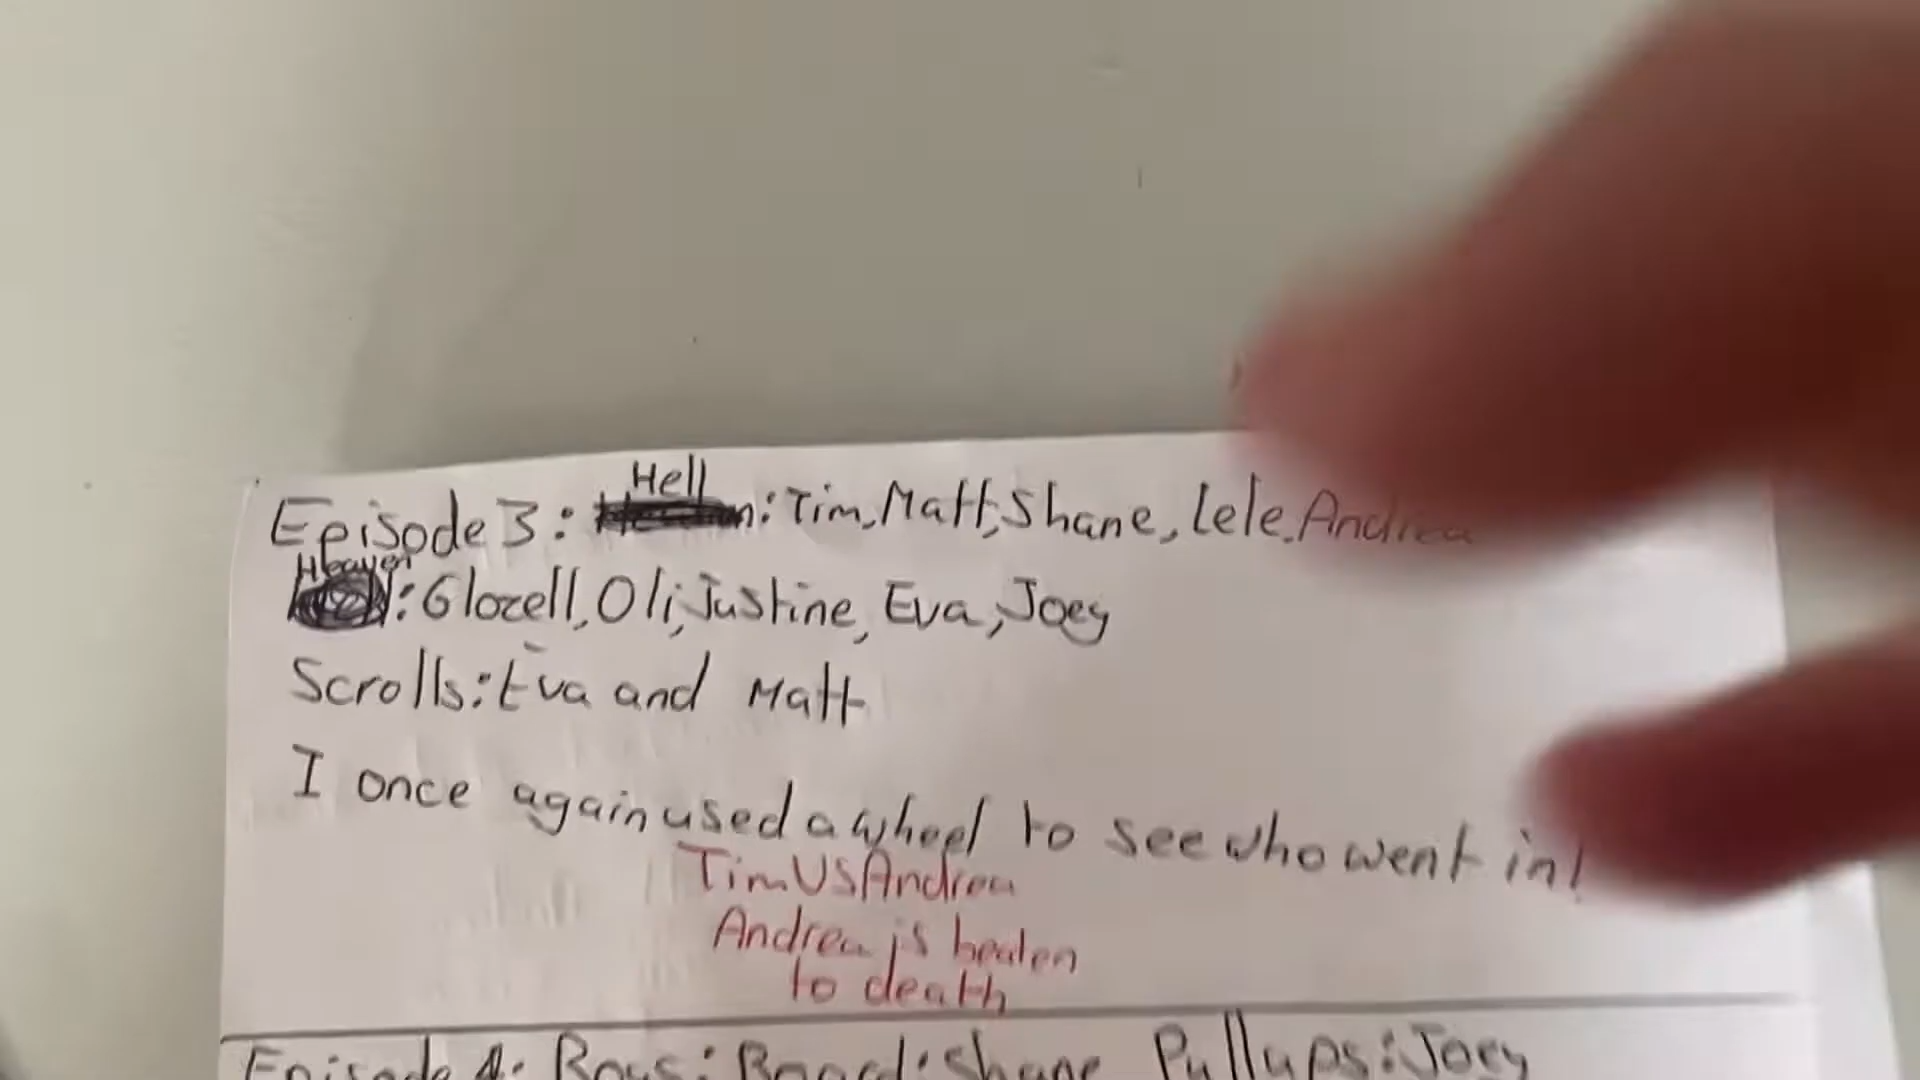 Episode 3: Hell: Tim, Matt, Shane, Lele, Andrea
Heaven: Glozell, Oli, Justine, Eva, Joey
Scrolls: Eva and Matt
I once again used a wheel to see who went in!
Tim VS Andrea
Andrea is beaten
to death
Episode 4: Boys: Board: Shane Pullups: Joey